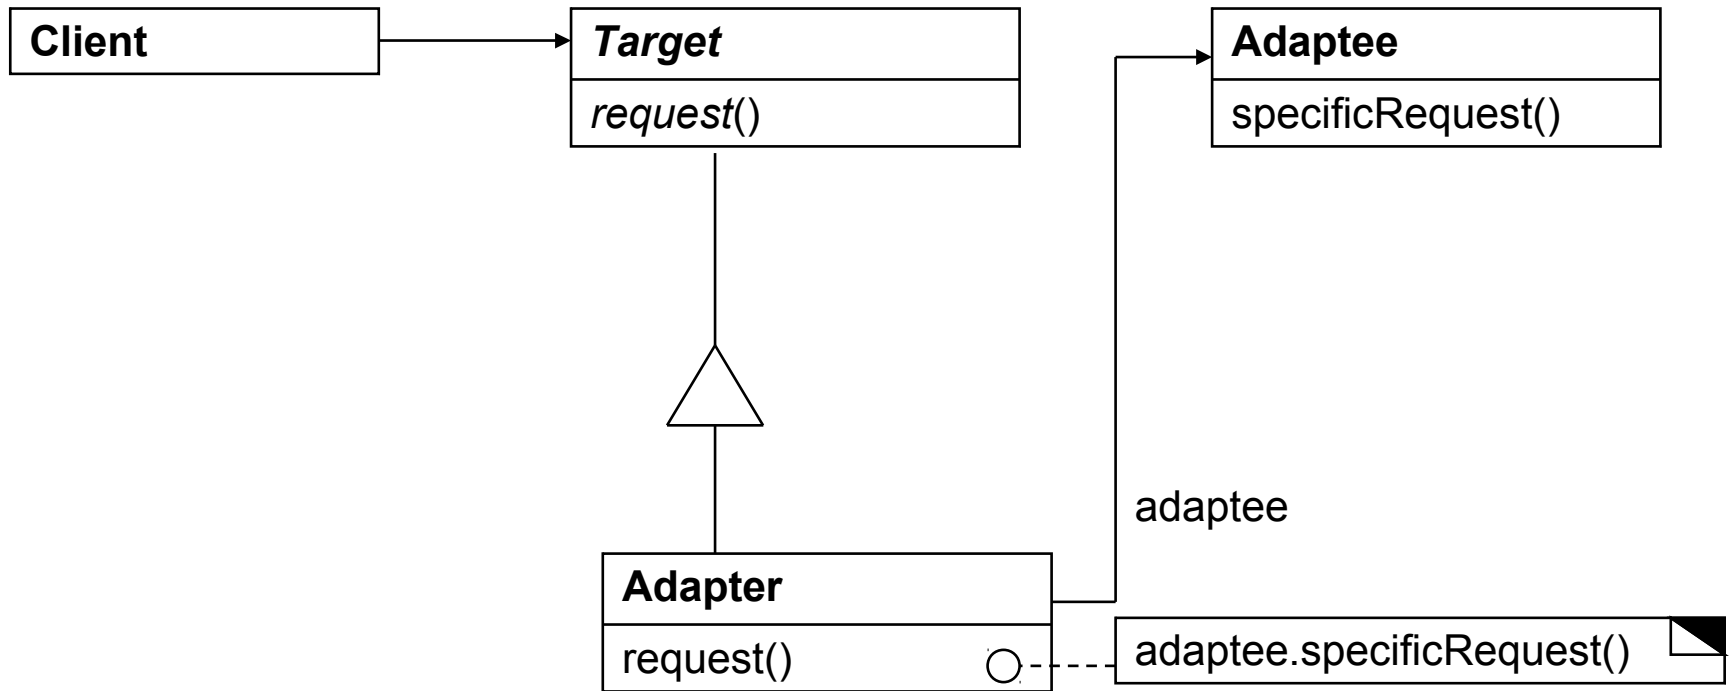 Client
Target
request()
Adaptee
specificRequest()
adaptee
Adapter
request()
adaptee.specificRequest()